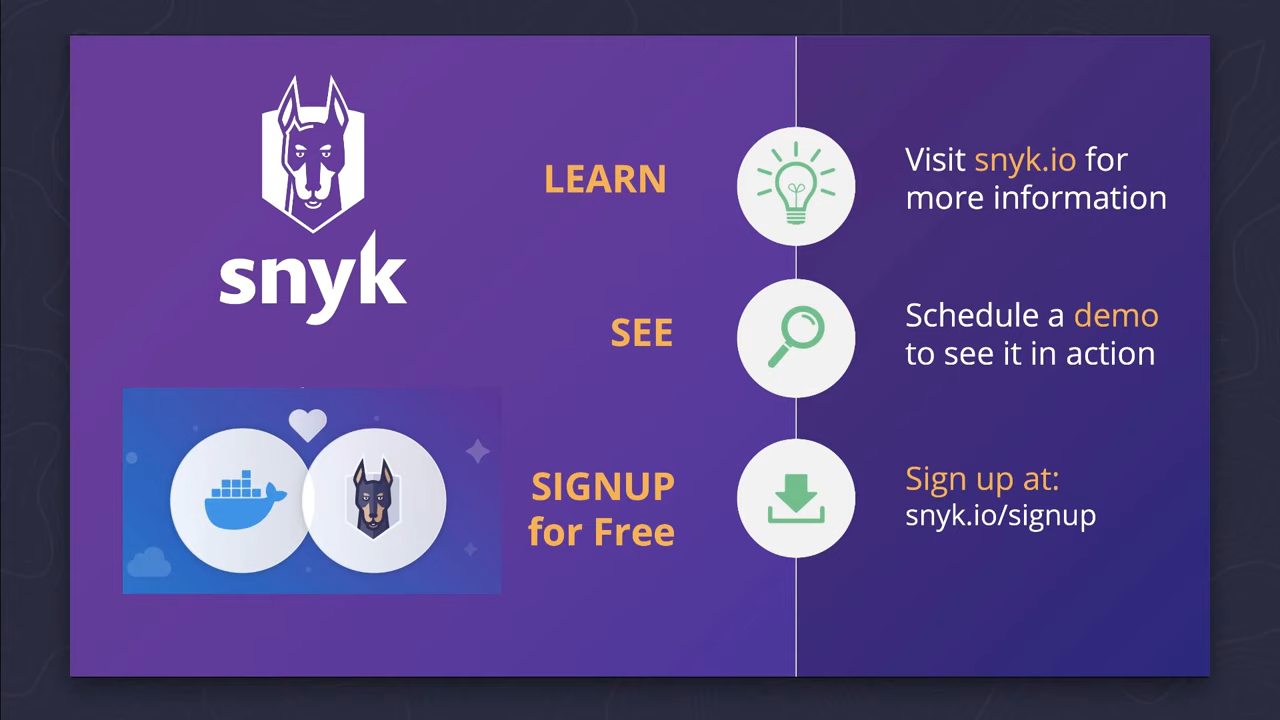 snyk
LEARN
Visit snyk.io for
more information
SEE
Schedule a demo
to see it in action
SIGNUP
for Free
Sign up at:
snyk.io/signup